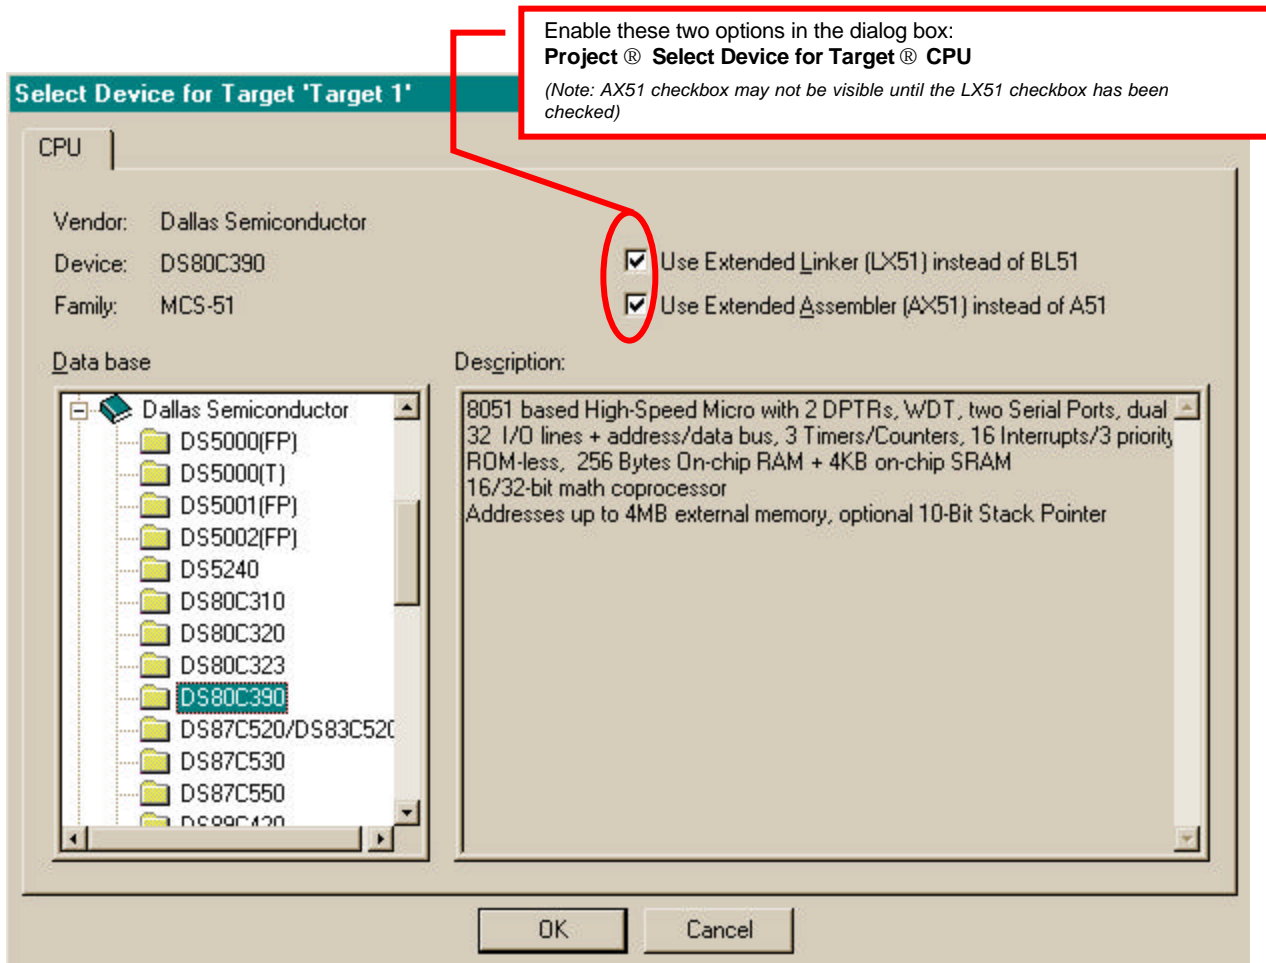 Enable these two options in the dialog box:
Project ® Select Device for Target ® CPU
(Note: AX51 checkbox may not be visible until the LX51 checkbox has been
checked)
Select Device for Target 'Target 1'
CPU
Vendor: Dallas Semiconductor
Device: DS80C390
Family: MCS-51
Use Extended Linker (LX51) instead of BL51
Use Extended Assembler (AX51) instead of A51
Data base
Dallas Semiconductor
DS5000(FP)
DS5000(T)
DS5001(FP)
DS5002(FP)
DS5240
DS80C310
DS80C320
DS80C323
DS80C390
DS87C520/DS83C520
DS87C530
DS87C550
DS89C420
Description:
8051 based High-Speed Micro with 2 DPTRs, WDT, two Serial Ports, dual
32 I/O lines + address/data bus, 3 Timers/Counters, 16 Interrupts/3 priority
ROM-less, 256 Bytes On-chip RAM + 4KB on-chip SRAM
16/32-bit math coprocessor
Addresses up to 4MB external memory, optional 10-Bit Stack Pointer
OK
Cancel